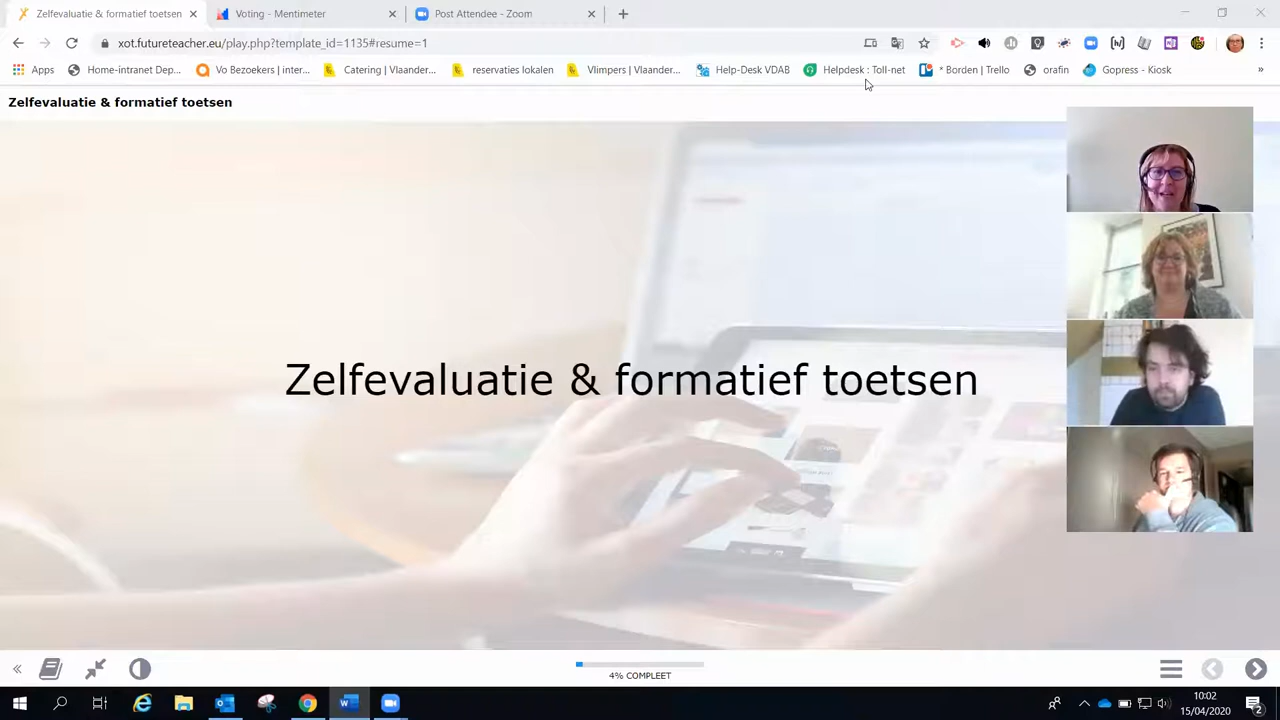 Zelfevaluatie & formatief toetsen
Voting - Mentimeter
Post Attendee - Zoom
xot.futureteacher.eu/play.php?template_id=1135#resume=1
Apps
Home-intranet Dep...
Vo Bezoekers | inter...
Catering | Vlaander...
reservaties lokalen
Vlimpers | Vlaander...
Help-Desk VDAB
Helpdesk : Toll-net
* Borden | Trello
orafin
Gopress - Kiosk
»
Zelfevaluatie & formatief toetsen
Zelfevaluatie & formatief toetsen
4% COMPLEET
10:02
15/04/2020
2